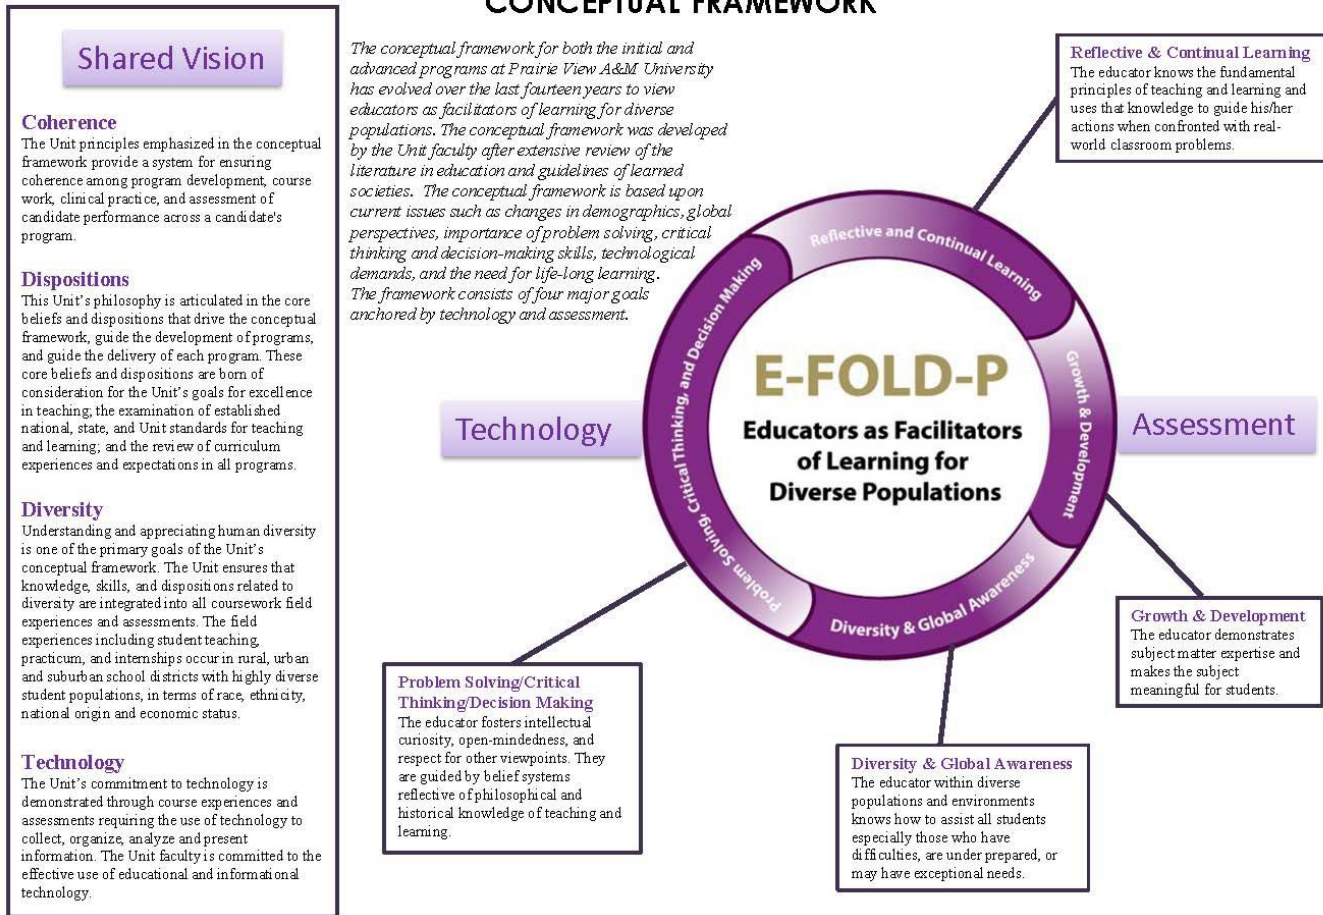 CONCEPTUAL FRAMEWORK
Shared Vision
Coherence
The Unit principles emphasized in the conceptual
framework provide a system for ensuring
coherence among program development, course
work, clinical practice, and assessment of
candidate performance across a candidate's
program.
Dispositions
This Unit's philosophy is articulated in the core
beliefs and dispositions that drive the conceptual
framework, guide the development of programs,
and guide the delivery of each program. These
core beliefs and dispositions are born of
consideration for the Unit's goals for excellence
in teaching; the examination of established
national, state, and Unit standards for teaching
and learning; and the review of curriculum
experiences and expectations in all programs.
Diversity
Understanding and appreciating human diversity
is one of the primary goals of the Unit's
conceptual framework. The Unit ensures that
knowledge, skills, and dispositions related to
diversity are integrated into all coursework field
experiences and assessments. The field
experiences including student teaching,
practicum, and internships occur in rural, urban
and suburban school districts with highly diverse
student populations, in terms of race, ethnicity,
national origin and economic status.
Technology
The Unit's commitment to technology is
demonstrated through course experiences and
assessments requiring the use of technology to
collect, organize, analyze and present
information. The Unit faculty is committed to the
effective use of educational and informational
technology.
The conceptual framework for both the initial and
advanced programs at Prairie View A&M University
has evolved over the last fourteen years to view
educators as facilitators of learning for diverse
populations. The conceptual framework was developed
by the Unit faculty after extensive review of the
literature in education and guidelines of learned
societies. The conceptual framework is based upon
current issues such as changes in demographics, global
perspectives, importance of problem solving, critical
thinking and decision-making skills, technological
demands, and the need for life-long learning.
The framework consists of four major goals
anchored by technology and assessment.
Reflective & Continual Learning
The educator knows the fundamental
principles of teaching and learning and
uses that knowledge to guide his/her
actions when confronted with real-
world classroom problems.
Technology
Reflective and Continual Learning
Growth & Development
Diversity & Global Awareness
Problem Solving, Critical Thinking, and Decision Making
E-FOLD-P
Educators as Facilitators
of Learning for
Diverse Populations
Assessment
Growth & Development
The educator demonstrates
subject matter expertise and
makes the subject
meaningful for students.
Problem Solving/Critical
Thinking/Decision Making
The educator fosters intellectual
curiosity, open-mindedness, and
respect for other viewpoints. They
are guided by belief systems
reflective of philosophical and
historical knowledge of teaching and
learning.
Diversity & Global Awareness
The educator within diverse
populations and environments
knows how to assist all students
especially those who have
difficulties, are under prepared, or
may have exceptional needs.